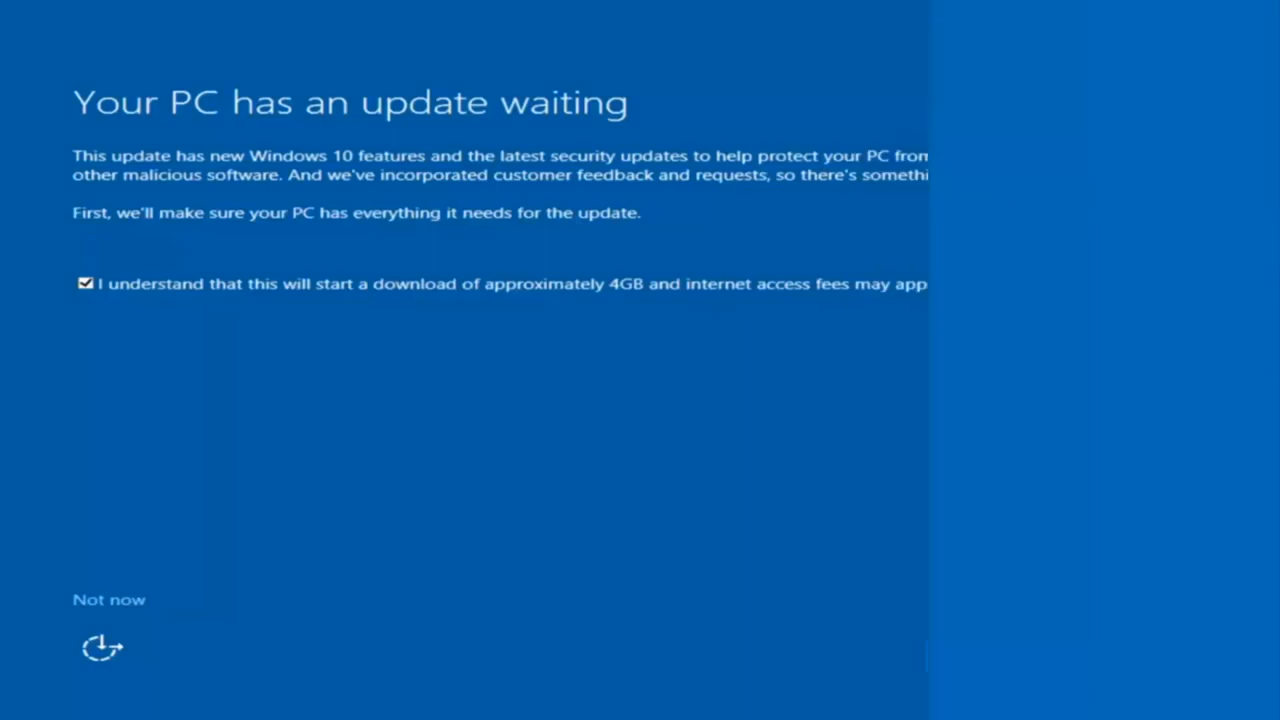 Your PC has an update waiting
This update has new Windows 10 features and the latest security updates to help protect your PC from
other malicious software. And we've incorporated customer feedback and requests, so there's somethi
First, we'll make sure your PC has everything it needs for the update.
I understand that this will start a download of approximately 4GB and internet access fees may app
Not now